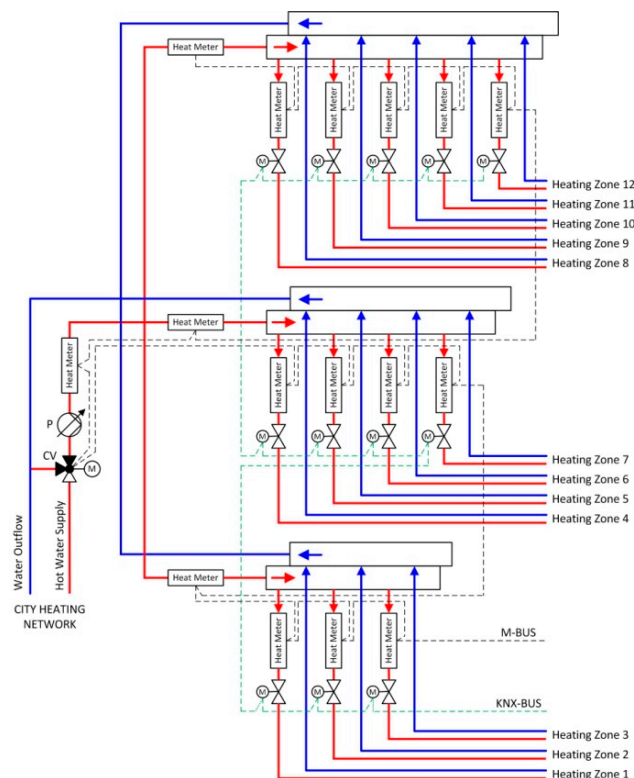 Heat Meter
Heat Meter
Heat Meter
Heat Meter
Heat Meter
Heat Meter
M
M
M
M
M
Heating Zone 12
Heating Zone 11
Heating Zone 10
Heating Zone 9
Heating Zone 8
Heat Meter
Heat Meter
Heat Meter
Heat Meter
Heat Meter
Heat Meter
P
M
M
M
M
CV
M
Heating Zone 7
Heating Zone 6
Heating Zone 5
Heating Zone 4
Water Outflow
Hot Water Supply
CITY HEATING
NETWORK
Heat Meter
Heat Meter
Heat Meter
Heat Meter
M-BUS
M
M
M
KNX-BUS
Heating Zone 3
Heating Zone 2
Heating Zone 1